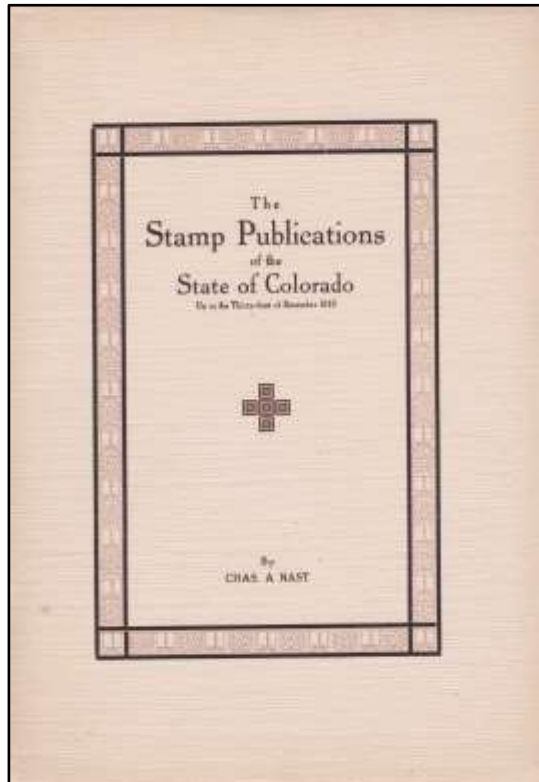 The
Stamp Publications
of the
State of Colorado
Up to the Thirty-first of December
By
CHAS. A NAST